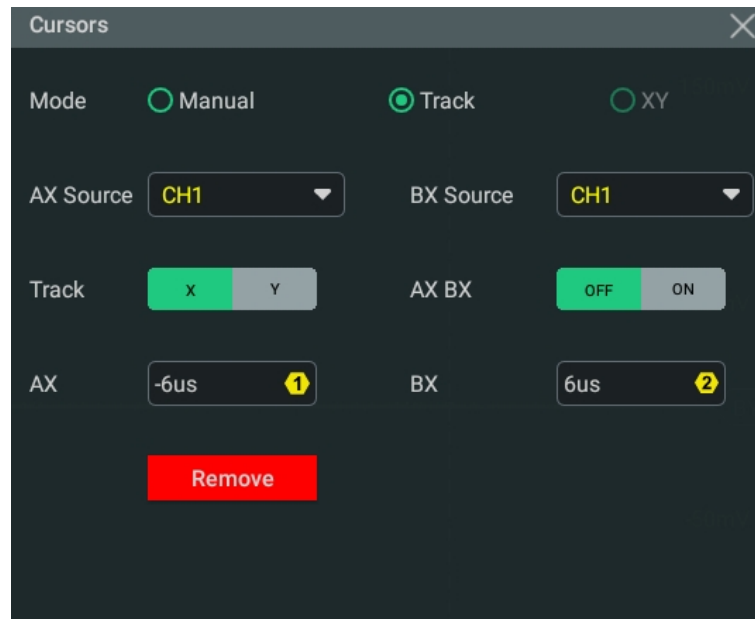 Cursors
Mode Manual Track XY
AX Source CH1 BX Source CH1
Track X Y AX BX OFF ON
AX -6us 1 BX 6us 2
Remove